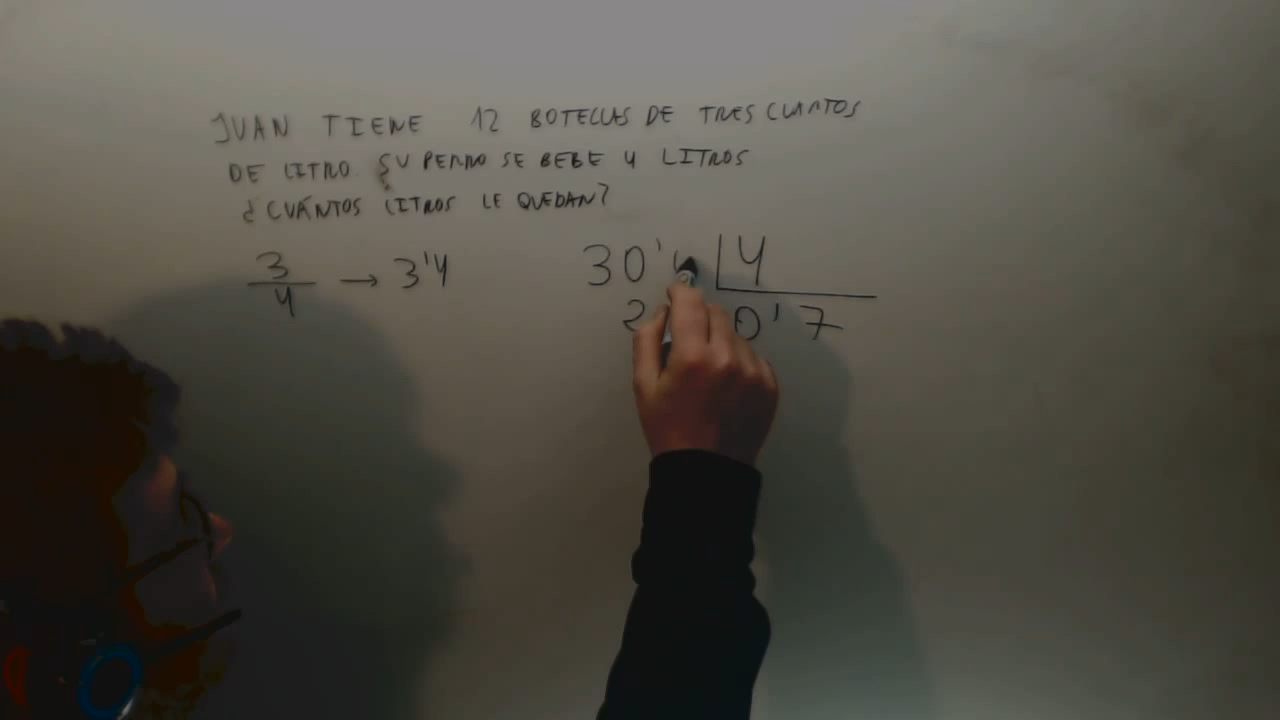 JUAN TIENE 12 BOTELLAS DE TRES CUARTOS
DE LITRO. SU PERRO SE BEBE 4 LITROS
¿CUÁNTOS LITROS LE QUEDAN?
3/4 → 3'4
30' 4
2 0'7